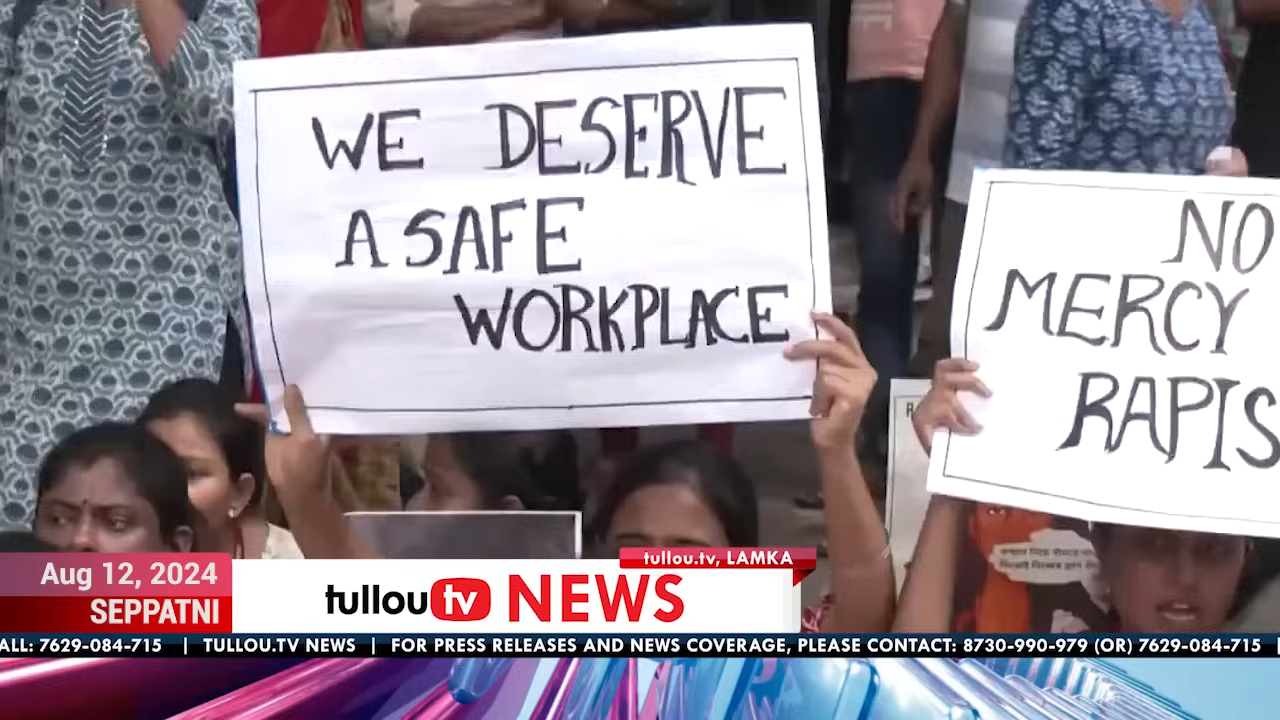 WE DESERVE
A SAFE
WORKPLACE
NO
MERCY
RAPIS
tullou.tv, LAMKA
Aug 12, 2024
SEPPATNI
tullou tv NEWS
ALL: 7629-084-715 | TULLOU.TV NEWS | FOR PRESS RELEASES AND NEWS COVERAGE, PLEASE CONTACT: 8730-990-979 (OR) 7629-084-715 |